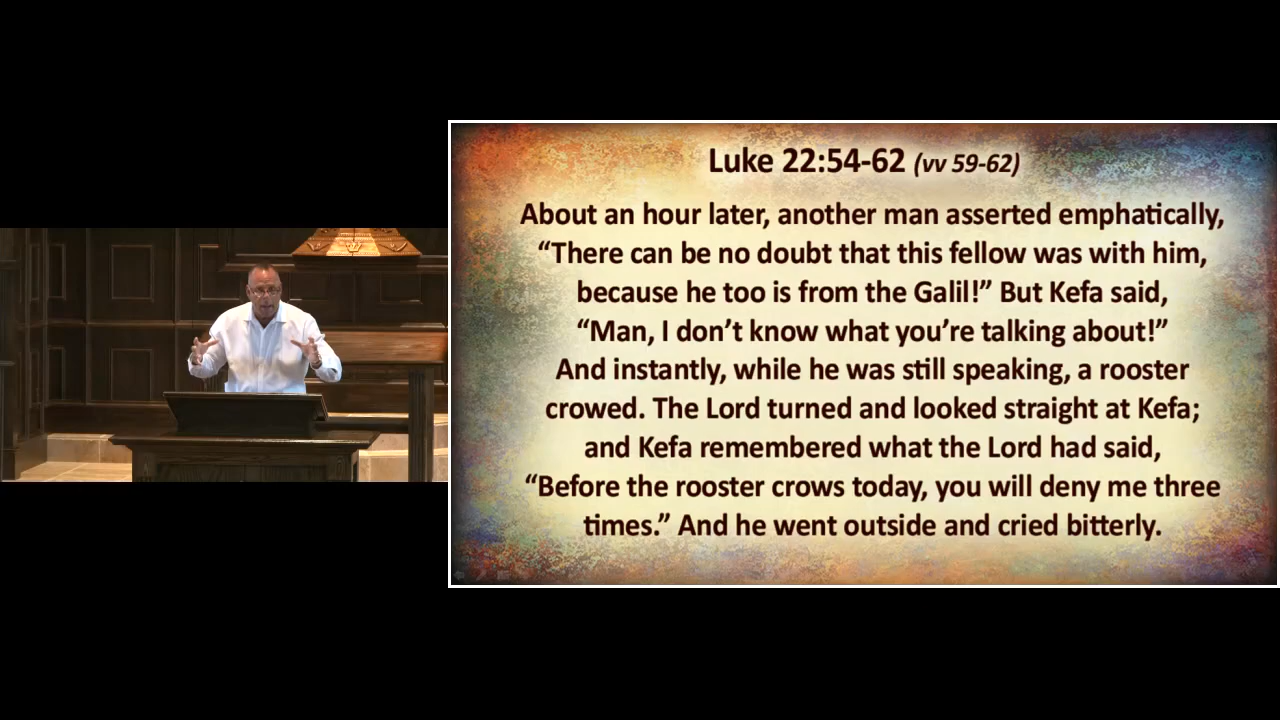 Luke 22:54-62 (vv 59-62)
About an hour later, another man asserted emphatically,
“There can be no doubt that this fellow was with him,
because he too is from the Galil!” But Kefa said,
“Man, I don’t know what you’re talking about!”
And instantly, while he was still speaking, a rooster
crowed. The Lord turned and looked straight at Kefa;
and Kefa remembered what the Lord had said,
“Before the rooster crows today, you will deny me three
times.” And he went outside and cried bitterly.